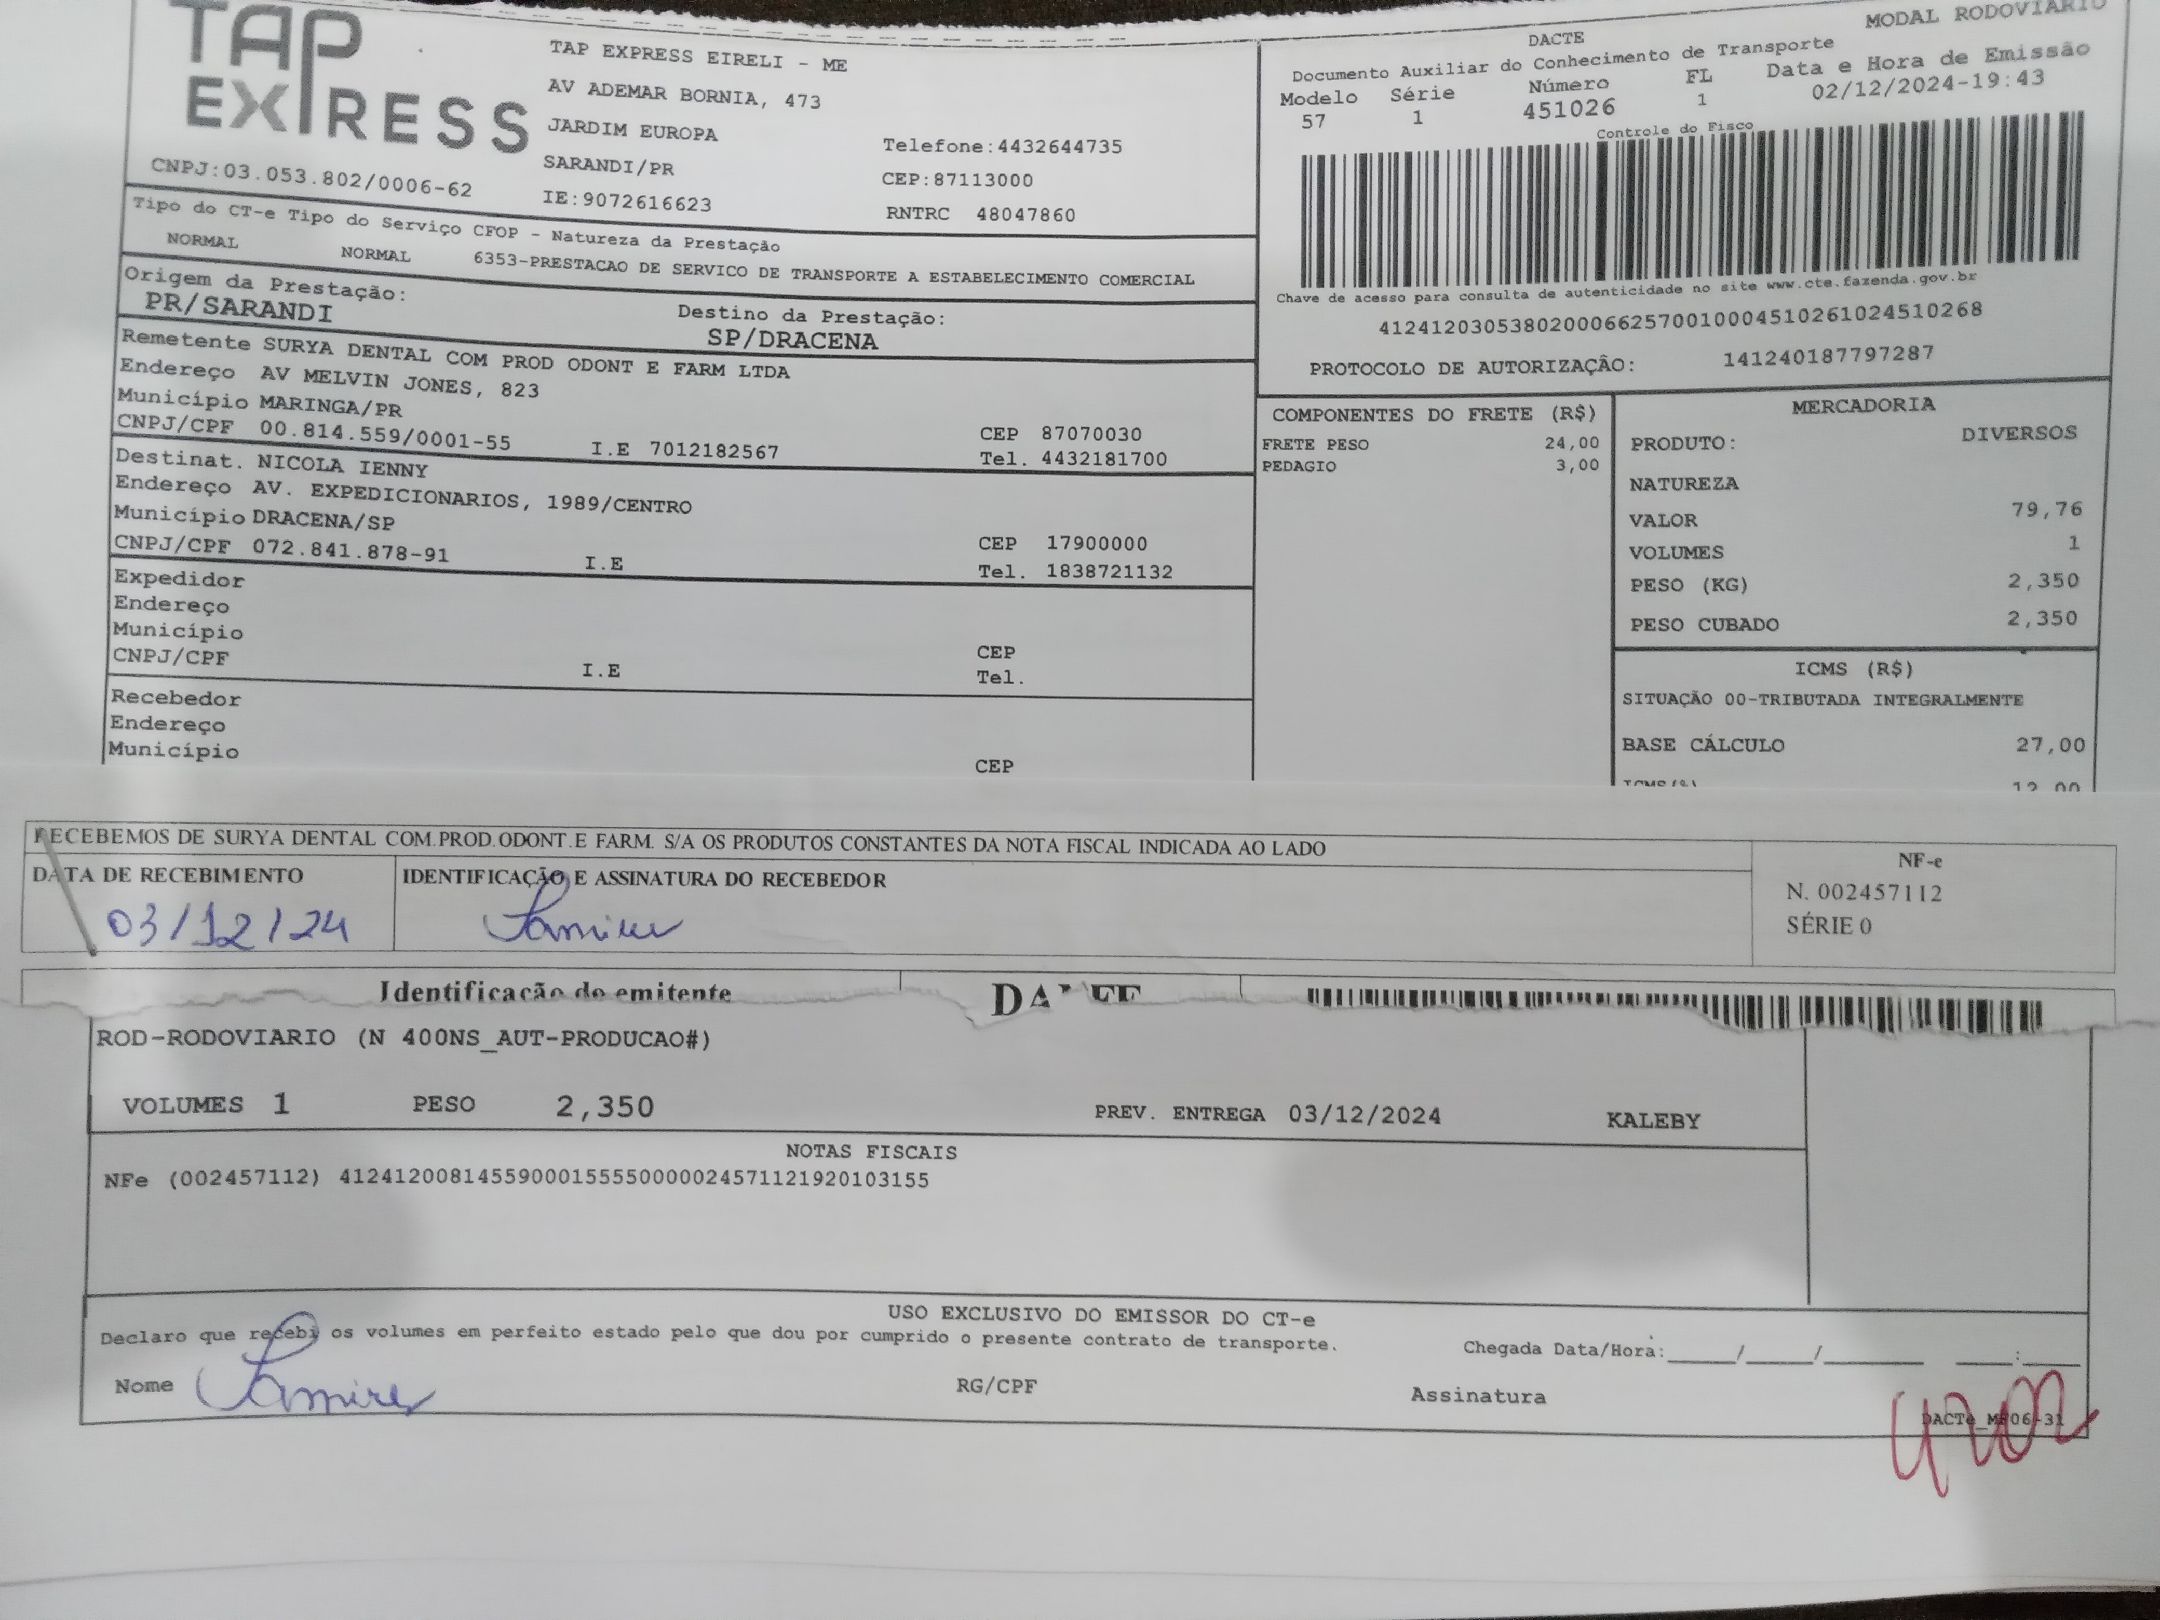 TAP EXPRESS
CNPJ:03.053.802/0006-62
TAP EXPRESS EIRELI - ME
AV ADEMAR BORNIA, 473
JARDIM EUROPA
SARANDI/PR
IE:9072616623
Telefone:4432644735
CEP:87113000
RNTRC 48047860
MODAL RODOVIARIO
DACTE
Documento Auxiliar do Conhecimento de Transporte
Modelo Série Número FL Data e Hora de Emissão
57 1 451026 1 02/12/2024-19:43
Controle do Fisco
Chave de acesso para consulta de autenticidade no site www.cte.fazenda.gov.br
41241203053802000662570010004510261024510268
PROTOCOLO DE AUTORIZAÇÃO: 141240187797287
Tipo do CT-e Tipo do Serviço CFOP - Natureza da Prestação
NORMAL NORMAL 6353-PRESTACAO DE SERVICO DE TRANSPORTE A ESTABELECIMENTO COMERCIAL
Origem da Prestação: Destino da Prestação:
PR/SARANDI SP/DRACENA
Remetente SURYA DENTAL COM PROD ODONT E FARM LTDA
Endereço AV MELVIN JONES, 823
Município MARINGA/PR CEP 87070030
CNPJ/CPF 00.814.559/0001-55 I.E 7012182567 Tel. 4432181700
Destinat. NICOLA IENNY
Endereço AV. EXPEDICIONARIOS, 1989/CENTRO
Município DRACENA/SP CEP 17900000
CNPJ/CPF 072.841.878-91 I.E Tel. 1838721132
Expedidor
Endereço
Município CEP
CNPJ/CPF I.E Tel.
Recebedor
Endereço
Município CEP
COMPONENTES DO FRETE (R$)
FRETE PESO 24,00
PEDAGIO 3,00
MERCADORIA
PRODUTO: DIVERSOS
NATUREZA
VALOR 79,76
VOLUMES 1
PESO (KG) 2,350
PESO CUBADO 2,350
ICMS (R$)
SITUAÇÃO 00-TRIBUTADA INTEGRALMENTE
BASE CÁLCULO 27,00
ICMS(%) 12,00
RECEBEMOS DE SURYA DENTAL COM.PROD.ODONT.E FARM. S/A OS PRODUTOS CONSTANTES DA NOTA FISCAL INDICADA AO LADO
DATA DE RECEBIMENTO IDENTIFICAÇÃO E ASSINATURA DO RECEBEDOR
03/12/24
NF-e
N. 002457112
SÉRIE 0
Identificação do emitente DANFE
ROD-RODOVIARIO (N 400NS_AUT-PRODUCAO#)
VOLUMES 1 PESO 2,350 PREV. ENTREGA 03/12/2024 KALEBY
NOTAS FISCAIS
NFe (002457112) 41241200814559000155550000024571121920103155
USO EXCLUSIVO DO EMISSOR DO CT-e
Declaro que recebi os volumes em perfeito estado pelo que dou por cumprido o presente contrato de transporte.
Chegada Data/Hora:_____/_____/________ _____:_____
Nome RG/CPF Assinatura